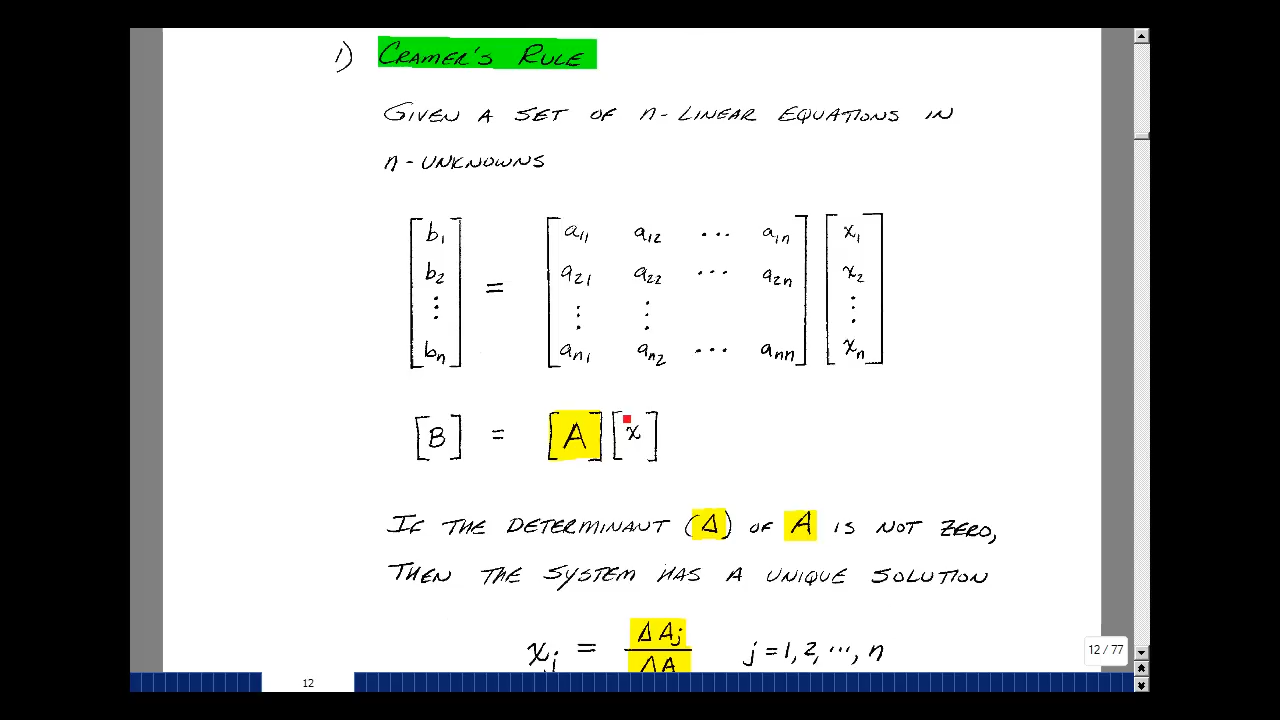 1) CRAMER'S RULE
GIVEN A SET OF n-LINEAR EQUATIONS IN
n-UNKNOWNS
[b1 b2 ⋮ bn] = [a11 a12 ⋯ a1n
a21 a22 ⋯ a2n
⋮ ⋮
an1 an2 ⋯ ann] [x1 x2 ⋮ xn]
[B] = [A][x]
IF THE DETERMINANT (Δ) OF A IS NOT ZERO,
THEN THE SYSTEM HAS A UNIQUE SOLUTION
xj = ΔAj / ΔA j = 1, 2, ⋯, n
12 / 77
12